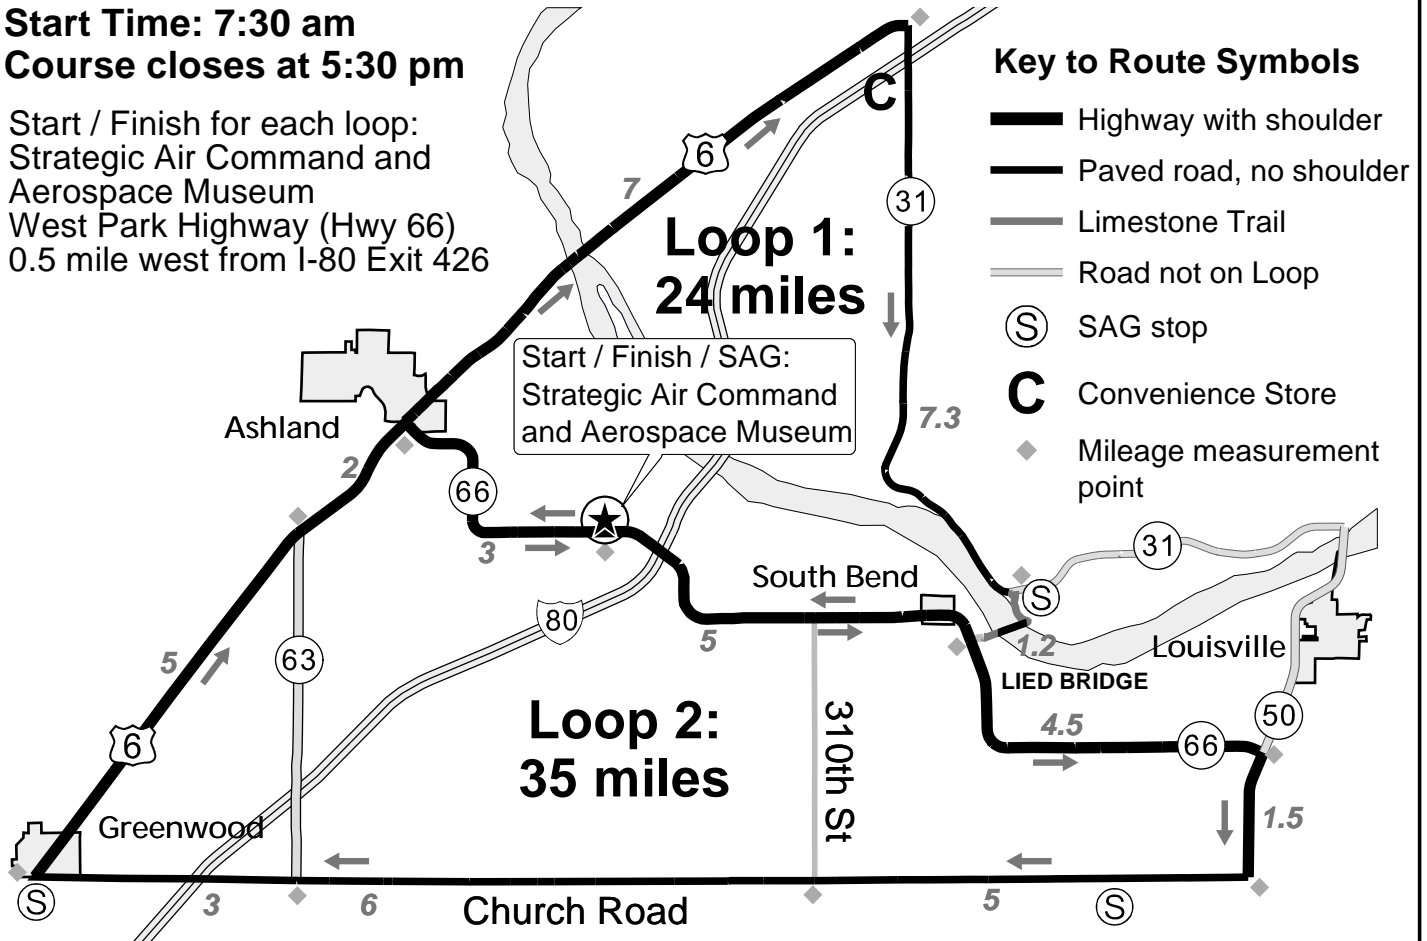 Start Time: 7:30 am
Course closes at 5:30 pm
Start / Finish for each loop:
Strategic Air Command and
Aerospace Museum
West Park Highway (Hwy 66)
0.5 mile west from I-80 Exit 426
Key to Route Symbols
Highway with shoulder
Paved road, no shoulder
Limestone Trail
Road not on Loop
S SAG stop
C Convenience Store
Mileage measurement
point
C
6
7
31
Loop 1:
24 miles
Start / Finish / SAG:
Strategic Air Command
and Aerospace Museum
Ashland
7.3
2
66
3
31
South Bend
S
80
5
1.2
Louisville
63
5
LIED BRIDGE
Loop 2:
35 miles
310th St
4.5
50
66
6
Greenwood
1.5
S
3
6
Church Road
5
S